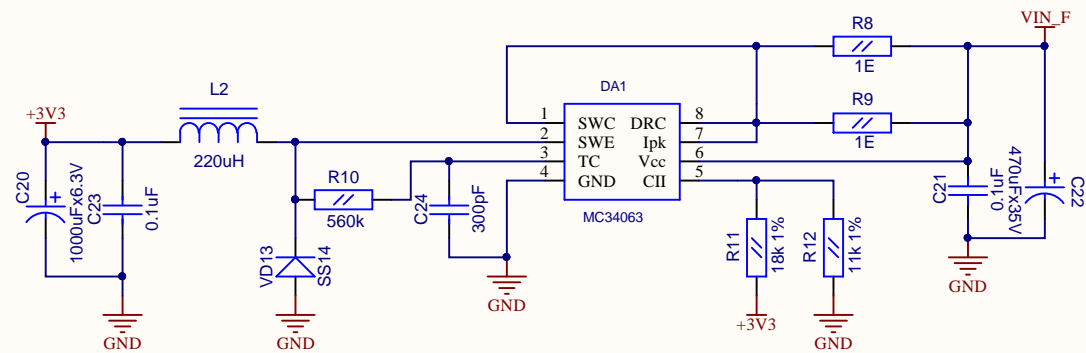 VIN_F
R8
1E
L2
DA1
+3V3
1 SWC DRC 8
R9
2 SWE Ipk 7
1E
220uH
3 TC Vcc 6
4 GND CII 5
R10
560k
C20
1000uFx6.3V
C23
0.1uF
C24
300pF
MC34063
C21
0.1uF
470uFx35V
C22
VD13
SS14
R11
18k 1%
R12
11k 1%
GND
GND
GND
GND
+3V3
GND
GND